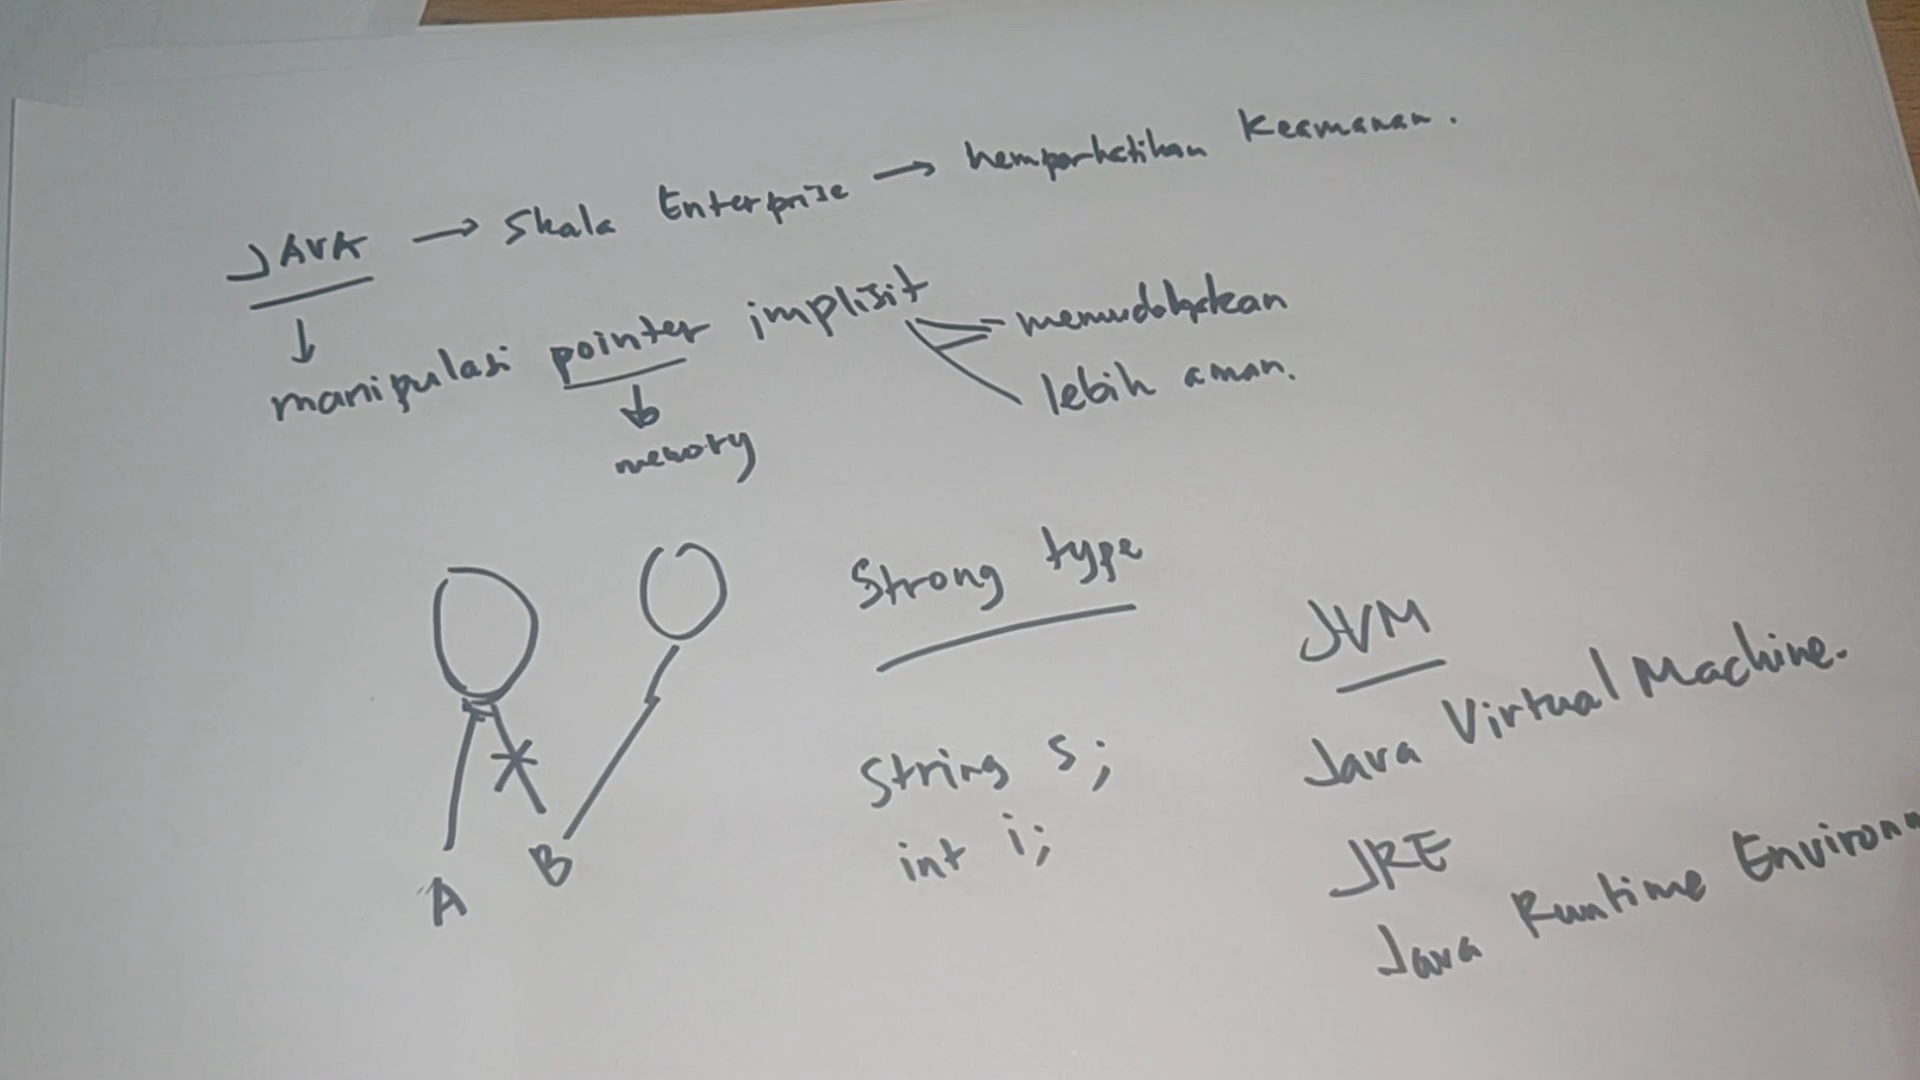 JAVA → Skala Enterprise → memperhatikan Keamanan.
↓
manipulasi pointer implisit
memudahkan
lebih aman.
↓
memory
A
B
Strong type
String s;
int i;
JVM
Java Virtual Machine.
JRE
Java Runtime Environm